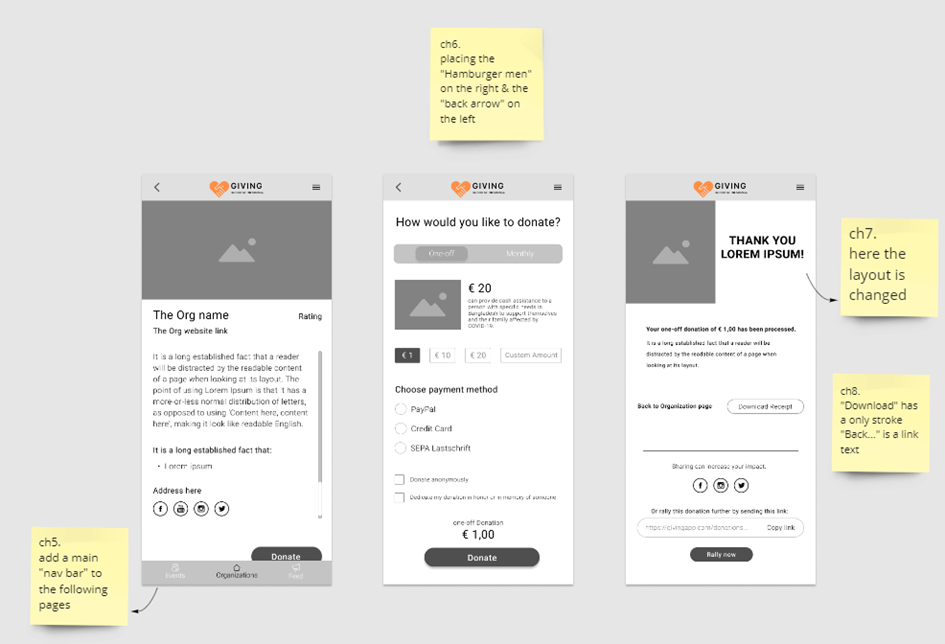 ch6.
placing the
"Hamburger men"
on the right & the
"back arrow" on
the left
GIVING
The Org name
Rating
The Org website link
It is a long established fact that a reader
will be distracted by the readable content
of a page when looking at its layout. The
point of using Lorem Ipsum is that it has a
more-or-less normal distribution of letters,
as opposed to using 'Content here, content
here', making it look like readable English.
It is a long established fact that:
• Lorem ipsum
Address here
Donate
Events
Organizations
Feed
ch5.
add a main
"nav bar" to
the following
pages
GIVING
How would you like to donate?
One-off
Monthly
€ 20
can provide cash assistance to a
person with specific needs in
Bangladesh to support themselves
and their family affected by
COVID-19.
€ 1
€ 10
€ 20
Custom Amount
Choose payment method
PayPal
Credit Card
SEPA Lastschrift
Donate anonymously
Dedicate my donation in honor or in memory of someone
one-off Donation
€ 1,00
Donate
GIVING
THANK YOU
LOREM IPSUM!
Your one-off donation of € 1,00 has been processed.
It is a long established fact that a reader will be
distracted by the readable content of a page when
looking at its layout.
Back to Organization page
Download Receipt
Sharing can increase your impact.
Or rally this donation further by sending this link:
https://givingapp.com/donations...
Copy link
Rally now
ch7.
here the
layout is
changed
ch8.
"Download" has
a only stroke
"Back..." is a link
text